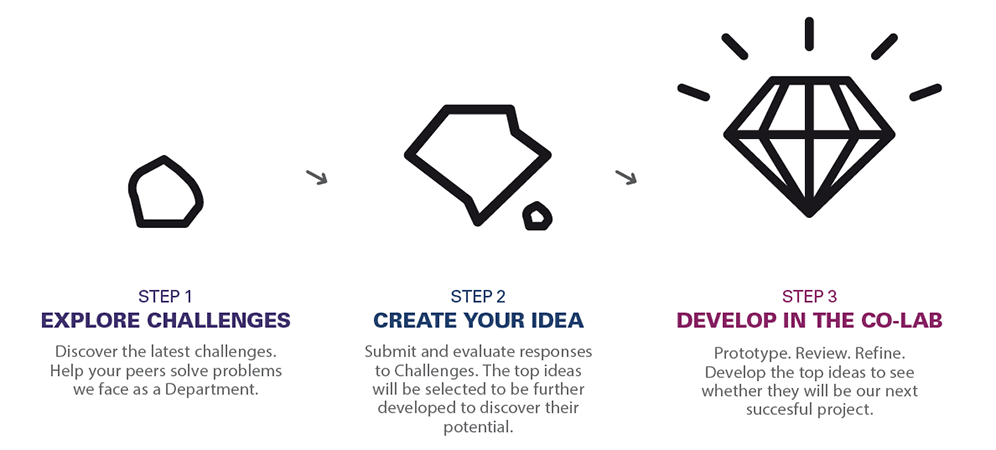 STEP 1
EXPLORE CHALLENGES
Discover the latest challenges.
Help your peers solve problems
we face as a Department.
STEP 2
CREATE YOUR IDEA
Submit and evaluate responses
to Challenges. The top ideas
will be selected to be further
developed to discover their
potential.
STEP 3
DEVELOP IN THE CO-LAB
Prototype. Review. Refine.
Develop the top ideas to see
whether they will be our next
succesful project.